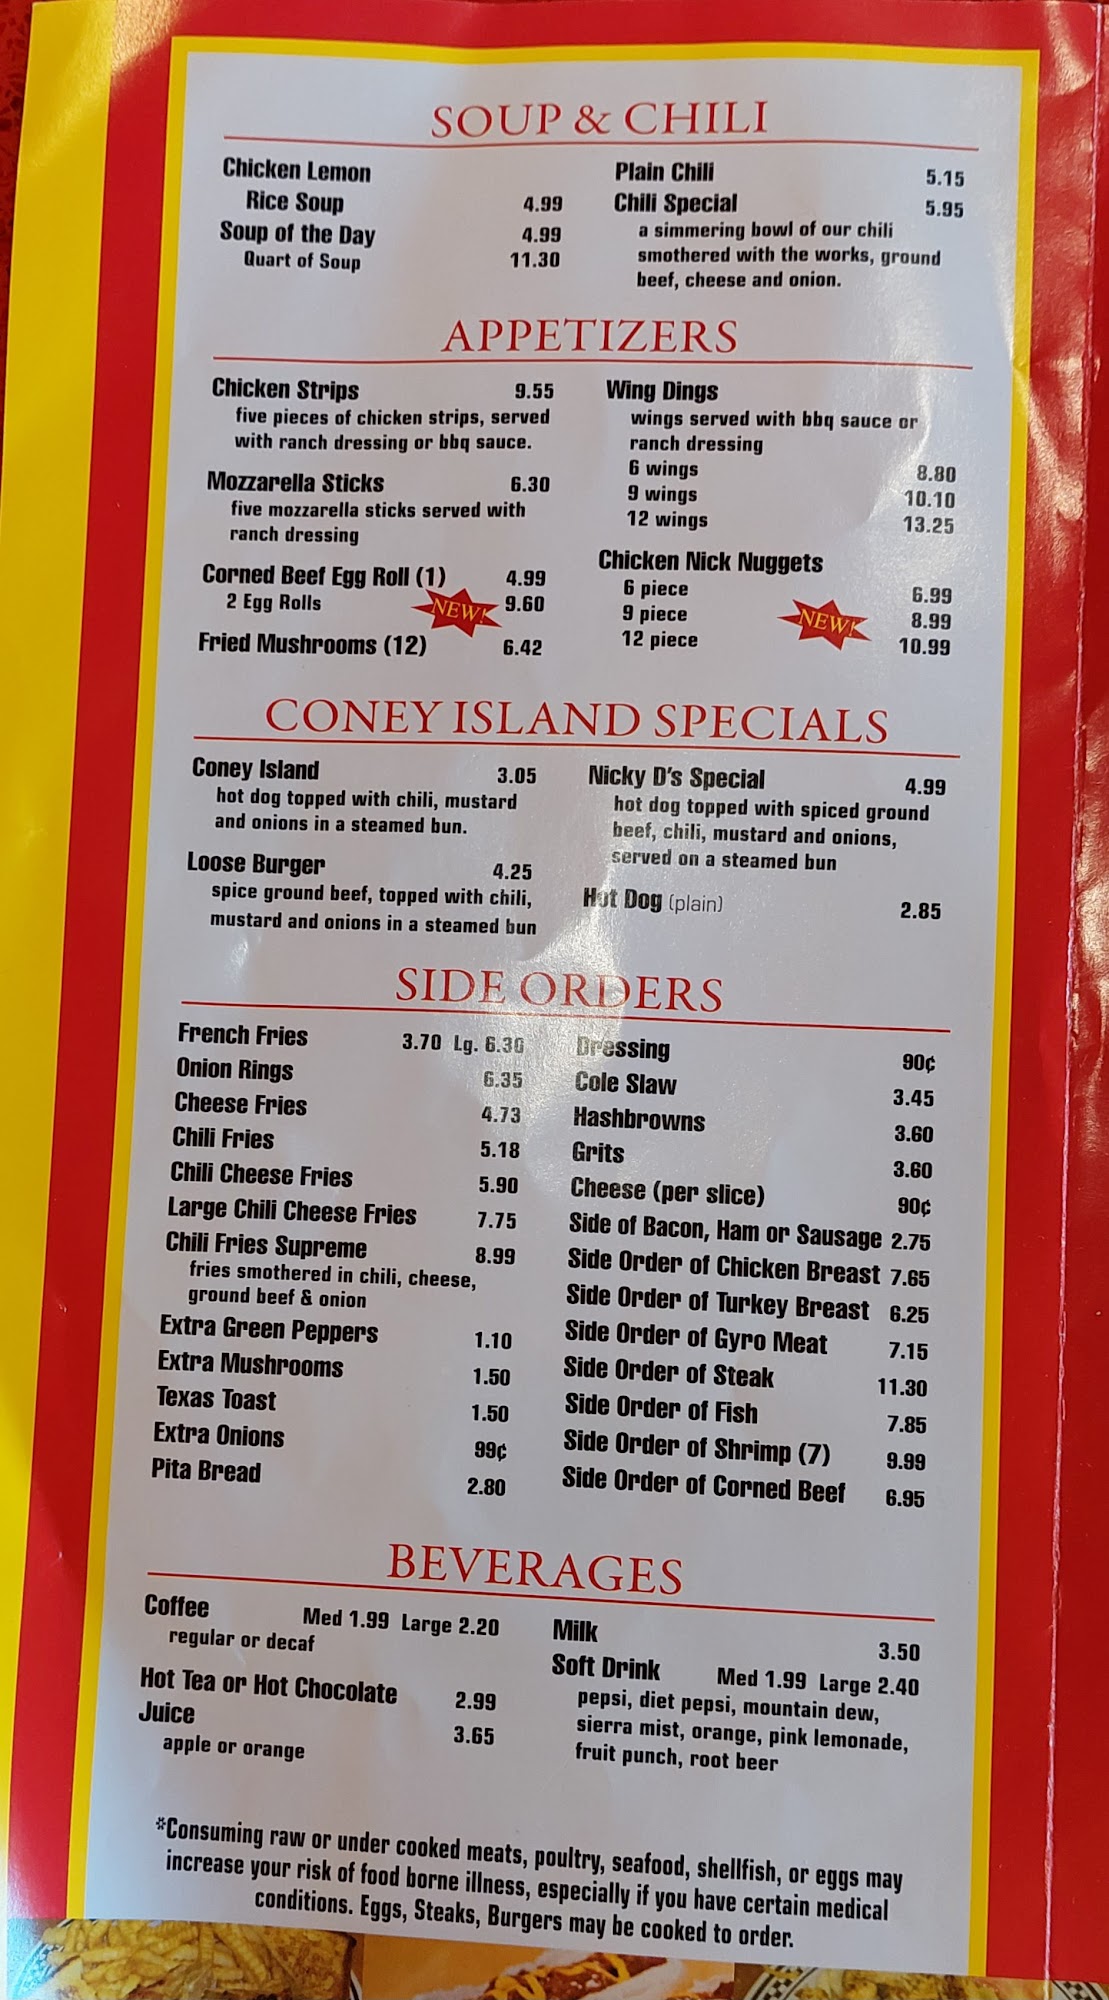 SOUP & CHILI
Chicken Lemon
Rice Soup 4.99
Soup of the Day 4.99
Quart of Soup 11.30
Plain Chili 5.15
Chili Special 5.95
a simmering bowl of our chili
smothered with the works, ground
beef, cheese and onion.
APPETIZERS
Chicken Strips 9.55
five pieces of chicken strips, served
with ranch dressing or bbq sauce.
Mozzarella Sticks 6.30
five mozzarella sticks served with
ranch dressing
Corned Beef Egg Roll (1) 4.99
2 Egg Rolls NEW! 9.60
Fried Mushrooms (12) 6.42
Wing Dings
wings served with bbq sauce or
ranch dressing
6 wings 8.80
9 wings 10.10
12 wings 13.25
Chicken Nick Nuggets
6 piece 6.99
9 piece NEW! 8.99
12 piece 10.99
CONEY ISLAND SPECIALS
Coney Island 3.05
hot dog topped with chili, mustard
and onions in a steamed bun.
Loose Burger 4.25
spice ground beef, topped with chili,
mustard and onions in a steamed bun
Nicky D's Special 4.99
hot dog topped with spiced ground
beef, chili, mustard and onions,
served on a steamed bun
Hot Dog (plain) 2.85
SIDE ORDERS
French Fries 3.70 Lg. 6.30
Onion Rings 6.35
Cheese Fries 4.73
Chili Fries 5.18
Chili Cheese Fries 5.90
Large Chili Cheese Fries 7.75
Chili Fries Supreme 8.99
fries smothered in chili, cheese,
ground beef & onion
Extra Green Peppers 1.10
Extra Mushrooms 1.50
Texas Toast 1.50
Extra Onions 99¢
Pita Bread 2.80
Dressing 90¢
Cole Slaw 3.45
Hashbrowns 3.60
Grits 3.60
Cheese (per slice) 90¢
Side of Bacon, Ham or Sausage 2.75
Side Order of Chicken Breast 7.65
Side Order of Turkey Breast 6.25
Side Order of Gyro Meat 7.15
Side Order of Steak 11.30
Side Order of Fish 7.85
Side Order of Shrimp (7) 9.99
Side Order of Corned Beef 6.95
BEVERAGES
Coffee Med 1.99 Large 2.20
regular or decaf
Hot Tea or Hot Chocolate 2.99
Juice 3.65
apple or orange
Milk 3.50
Soft Drink Med 1.99 Large 2.40
pepsi, diet pepsi, mountain dew,
sierra mist, orange, pink lemonade,
fruit punch, root beer
*Consuming raw or under cooked meats, poultry, seafood, shellfish, or eggs may
increase your risk of food borne illness, especially if you have certain medical
conditions. Eggs, Steaks, Burgers may be cooked to order.